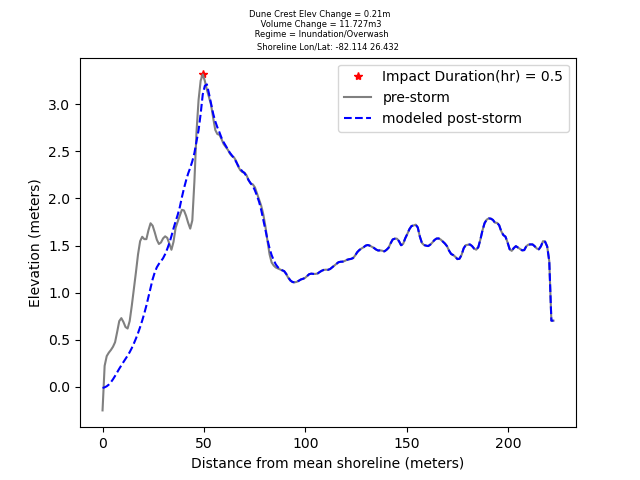 Dune Crest Elev Change = 0.21m
Volume Change = 11.727m3
Regime = Inundation/Overwash
Shoreline Lon/Lat: -82.114 26.432
Impact Duration(hr) = 0.5
pre-storm
modeled post-storm
Elevation (meters)
3.0
2.5
2.0
1.5
1.0
0.5
0.0
0 50 100 150 200
Distance from mean shoreline (meters)